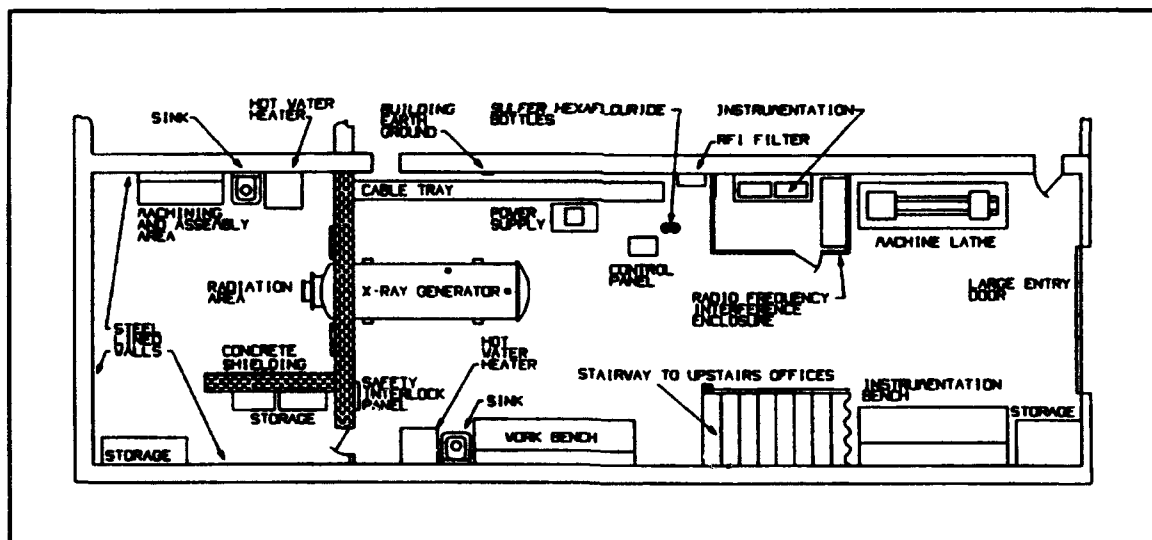 SINK
HOT WATER
HEATER
BUILDING
EARTH
GROUND
SULFER HEXAFLOURIDE
BOTTLES
INSTRUMENTATION
RFI FILTER
CABLE TRAY
MACHINING
AND ASSEMBLY
AREA
POWER
SUPPLY
CONTROL
PANEL
MACHINE LATHE
RADIATION
AREA
X-RAY GENERATOR
RADIO FREQUENCY
INTERFERENCE
ENCLOSURE
LARGE ENTRY
DOOR
STEEL
LINED
WALLS
CONCRETE
SHIELDING
SAFETY
INTERLOCK
PANEL
HOT
WATER
HEATER
SINK
STORAGE
STORAGE
WORK BENCH
STAIRWAY TO UPSTAIRS OFFICES
INSTRUMENTATION
BENCH
STORAGE